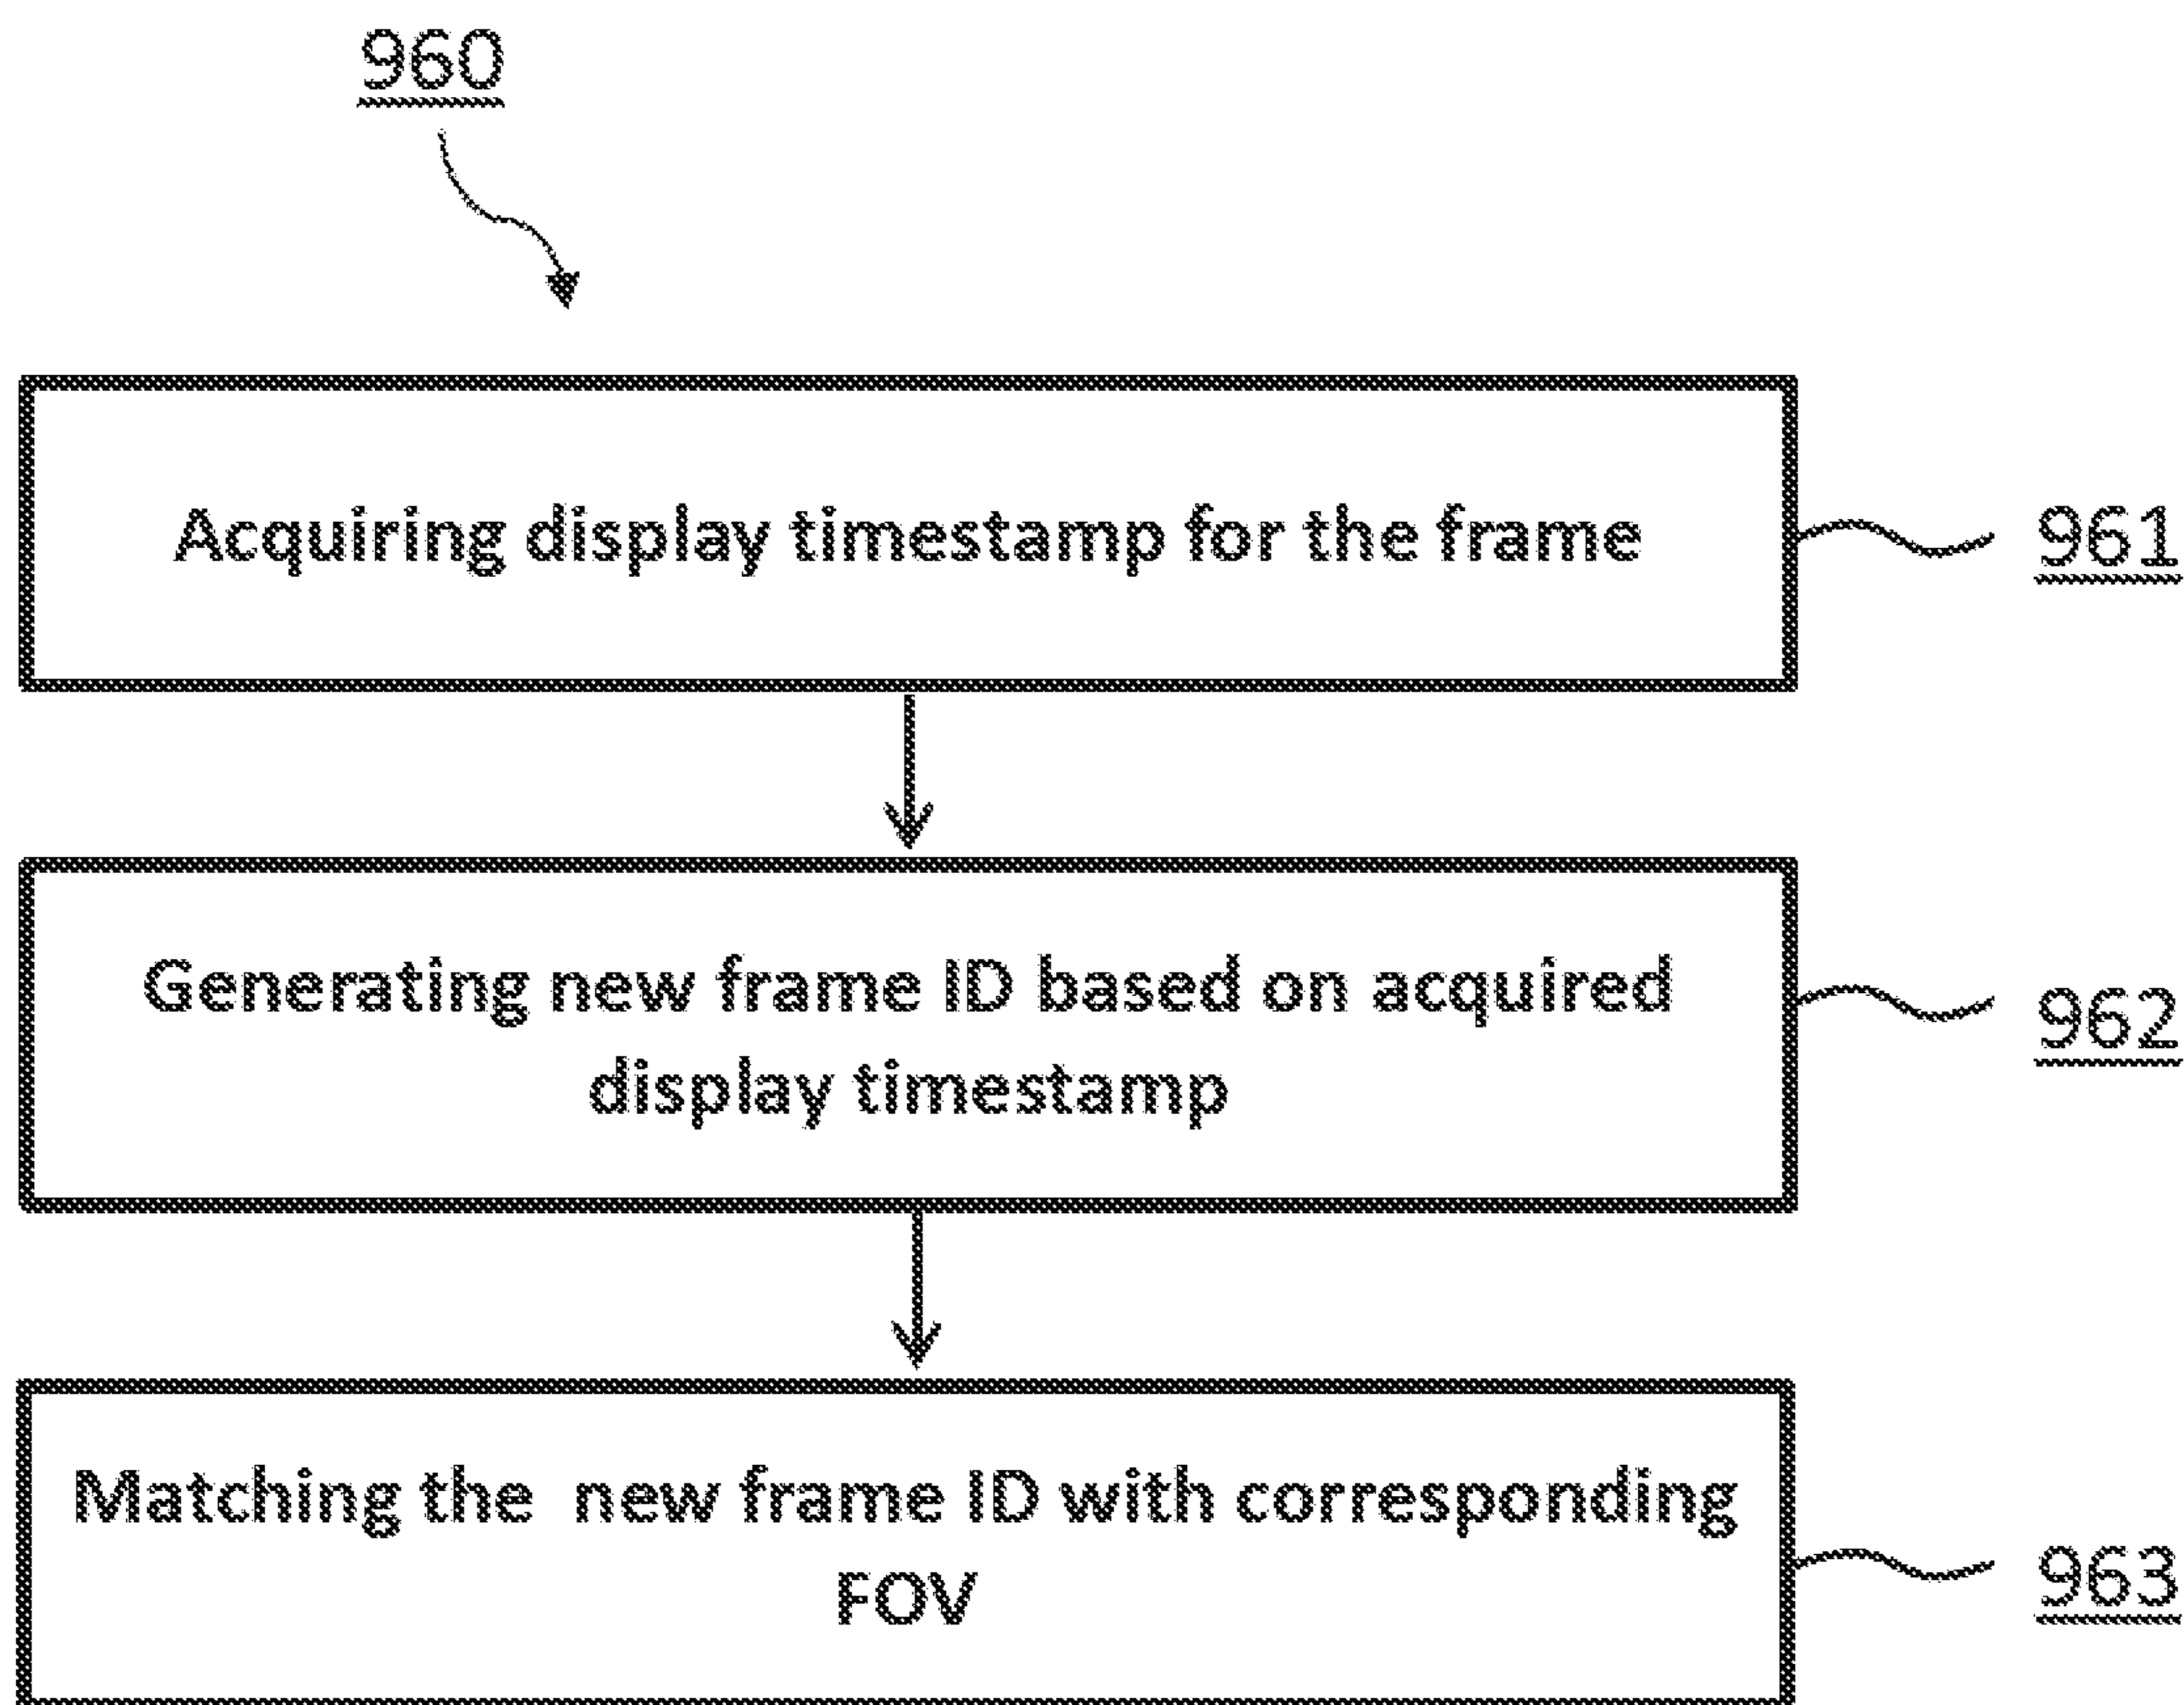 960
Acquiring display timestamp for the frame
961
Generating new frame ID based on acquired
display timestamp
962
Matching the  new frame ID with corresponding
FOV
963